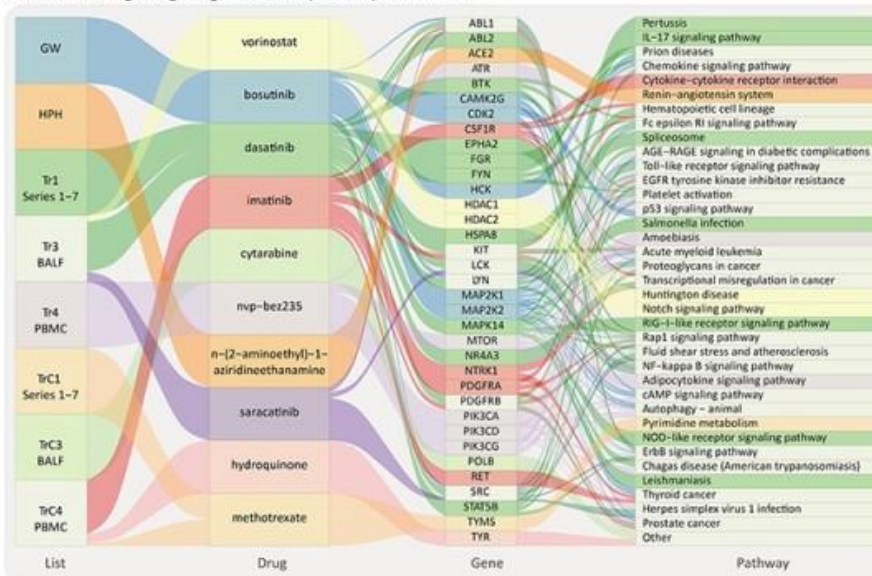 GW
HPH
Tr1
Series 1-7
Tr3
BALF
Tr4
PBMC
TrC1
Series 1-7
TrC3
BALF
TrC4
PBMC
List
vorinostat
bosutinib
dasatinib
imatinib
cytarabine
nvp-bez235
n-(2-aminoethyl)-1-
aziridineethanamine
saracatinib
hydroquinone
methotrexate
Drug
ABL1
ABL2
ACE2
ATR
BTK
CAMK2G
CDK2
CSF1R
EPHA2
FGR
FYN
HCK
HDAC1
HDAC2
HSPA8
KIT
LCK
LYN
MAP2K1
MAP2K2
MAPK14
MTOR
NR4A3
NTRK1
PDGFRA
PDGFRB
PIK3CA
PIK3CD
PIK3CG
POLB
RET
SRC
STAT5B
TYMS
TYR
Gene
Pertussis
IL-17 signaling pathway
Prion diseases
Chemokine signaling pathway
Cytokine-cytokine receptor interaction
Renin-angiotensin system
Hematopoietic cell lineage
Fc epsilon RI signaling pathway
Spliceosome
AGE-RAGE signaling in diabetic complications
Toll-like receptor signaling pathway
EGFR tyrosine kinase inhibitor resistance
Platelet activation
p53 signaling pathway
Salmonella infection
Amoebiasis
Acute myeloid leukemia
Proteoglycans in cancer
Transcriptional misregulation in cancer
Huntington disease
Notch signaling pathway
RIG-I-like receptor signaling pathway
Rap1 signaling pathway
Fluid shear stress and atherosclerosis
NF-kappa B signaling pathway
Adipocytokine signaling pathway
cAMP signaling pathway
Autophagy - animal
Pyrimidine metabolism
NOD-like receptor signaling pathway
ErbB signaling pathway
Chagas disease (American trypanosomiasis)
Leishmaniasis
Thyroid cancer
Herpes simplex virus 1 infection
Prostate cancer
Other
Pathway